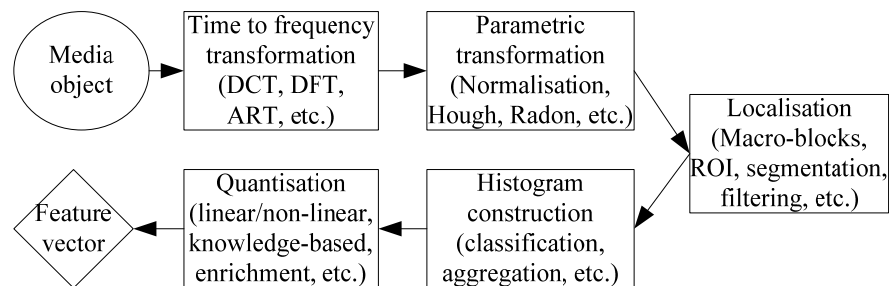 Media
object
Time to frequency
transformation
(DCT, DFT,
ART, etc.)
Parametric
transformation
(Normalisation,
Hough, Radon, etc.)
Localisation
(Macro-blocks,
ROI, segmentation,
filtering, etc.)
Histogram
construction
(classification,
aggregation, etc.)
Quantisation
(linear/non-linear,
knowledge-based,
enrichment, etc.)
Feature
vector